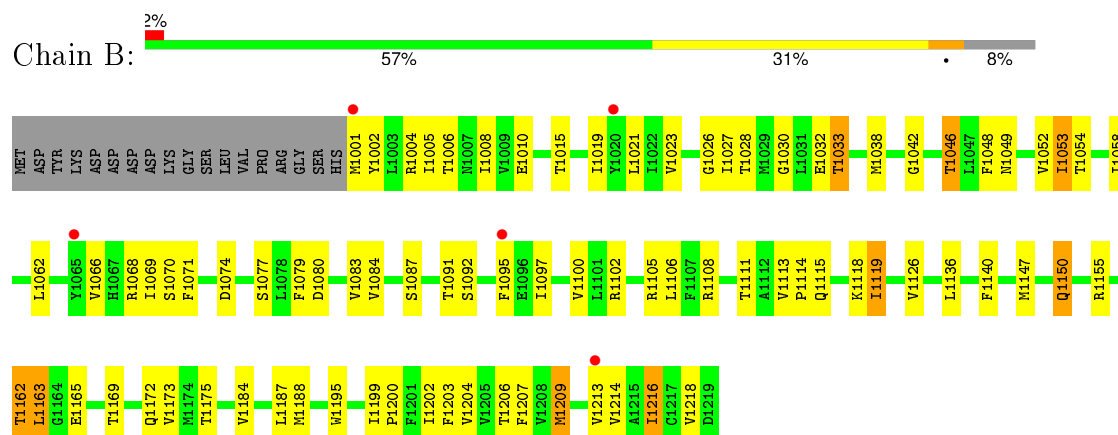 2%
Chain B:
57% 31% • 8%
MET ASP TYR LYS ASP ASP ASP ASP LYS GLY SER LEU VAL PRO ARG GLY SER HIS M1001 Y1002 L1003 R1004 I1005 T1006 N1007 I1008 V1009 E1010 T1015 I1019 Y1020 L1021 I1022 V1023 G1026 I1027 T1028 M1029 G1030 L1031 E1032 T1033 M1038 G1042 T1046 L1047 F1048 N1049 V1052 I1053 T1054 I1058
L1062 Y1065 V1066 H1067 R1068 I1069 S1070 F1071 D1074 S1077 L1078 F1079 D1080 V1083 V1084 S1087 T1091 S1092 F1095 E1096 I1097 V1100 L1101 R1102 R1105 L1106 F1107 R1108 T1111 A1112 V1113 P1114 Q1115 K1118 I1119 V1126 L1136 F1140 M1147 Q1150 R1155
T1162 L1163 G1164 E1165 T1169 Q1172 V1173 M1174 T1175 V1184 L1187 M1188 W1195 I1199 P1200 F1201 I1202 F1203 V1204 V1205 T1206 F1207 V1208 M1209 V1213 V1214 A1215 I1216 C1217 V1218 D1219